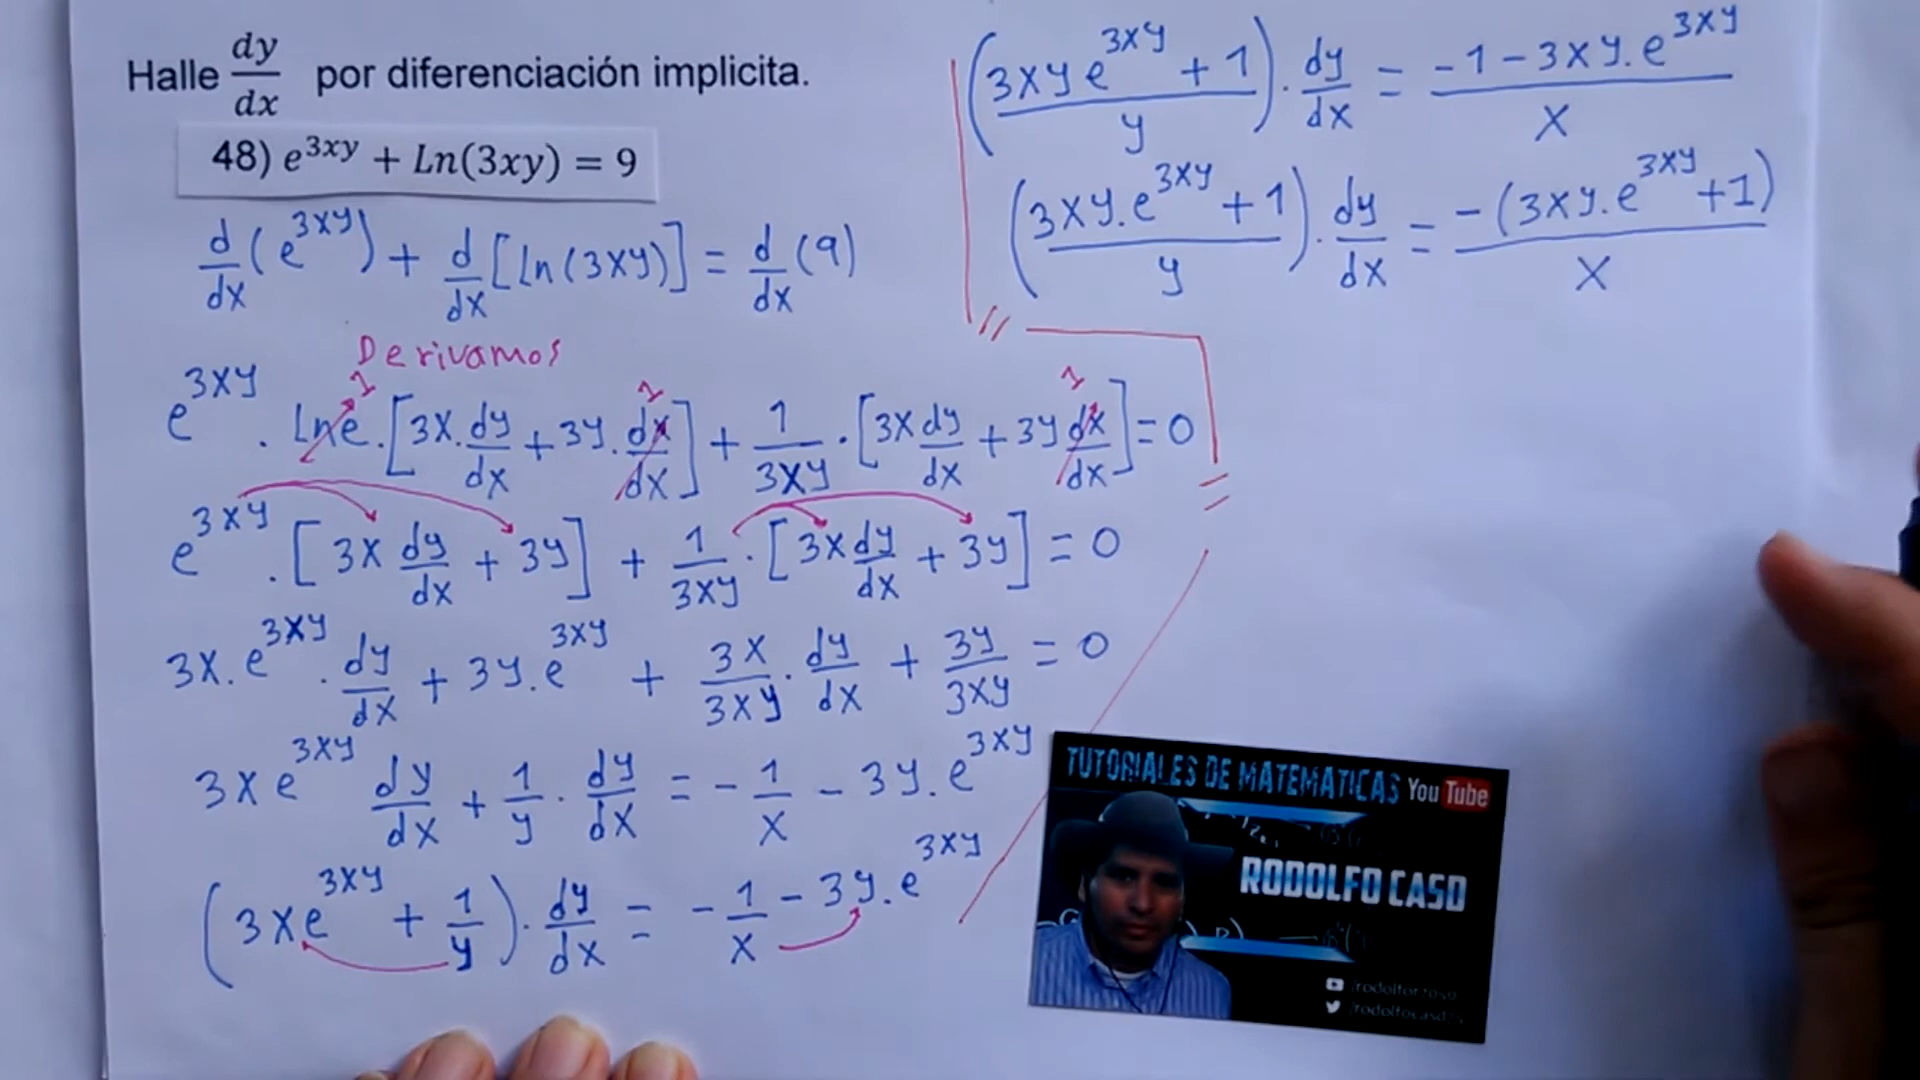 Halle dy/dx por diferenciación implicita.
48) e^{3xy} + Ln(3xy) = 9
d/dx (e^{3xy}) + d/dx [ln(3xy)] = d/dx (9)
Derivamos
e^{3xy} . Lne^1 . [3x . dy/dx + 3y . dx/dx^1] + 1/3xy . [3x dy/dx + 3y dx/dx^1] = 0
e^{3xy} . [3x dy/dx + 3y] + 1/3xy . [3x dy/dx + 3y] = 0
3x . e^{3xy} . dy/dx + 3y . e^{3xy} + 3x/3xy . dy/dx + 3y/3xy = 0
3x e^{3xy} dy/dx + 1/y . dy/dx = - 1/x - 3y . e^{3xy}
(3x e^{3xy} + 1/y) . dy/dx = - 1/x - 3y . e^{3xy}
((3xy e^{3xy} + 1)/y) . dy/dx = (-1 - 3xy . e^{3xy})/x
((3xy . e^{3xy} + 1)/y) . dy/dx = -(3xy . e^{3xy} + 1)/x
TUTORIALES DE MATEMATICAS YouTube
RODOLFO CASO